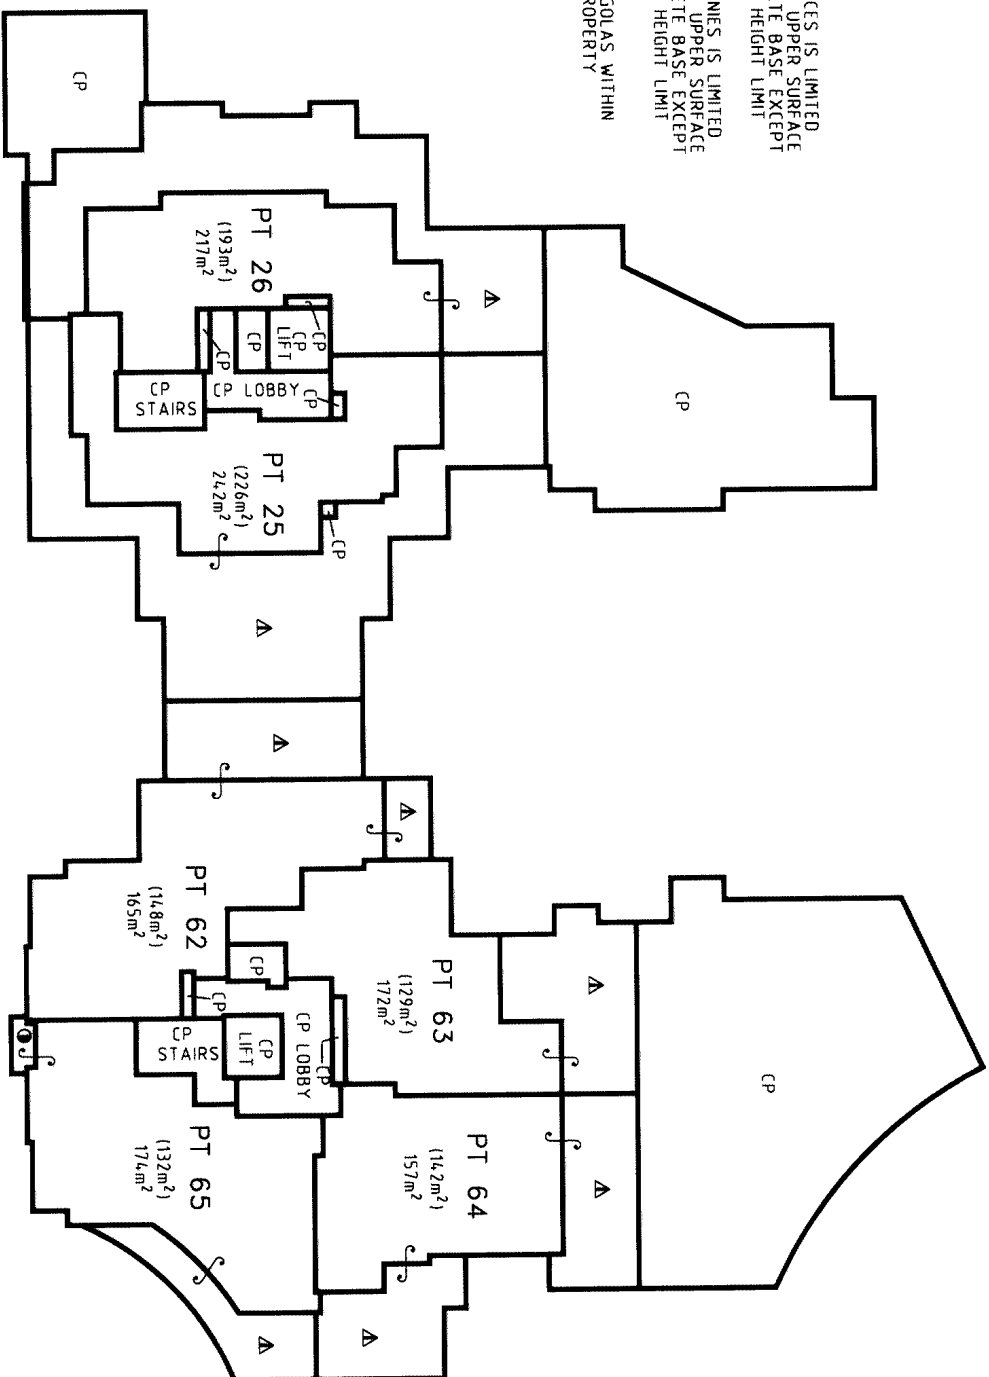 CES IS LIMITED
UPPER SURFACE
TE BASE EXCEPT
HEIGHT LIMIT
NIES IS LIMITED
UPPER SURFACE
ETE BASE EXCEPT
HEIGHT LIMIT
GOLAS WITHIN
ROPERTY
CP
PT 26
(193m²)
217m²
CP
CP
LIFT
CP
CP
CP LOBBY
CP
CP
STAIRS
PT 25
(226m²)
242m²
CP
A
CP
A
A
A
PT 62
(148m²)
165m²
CP
CP
PT 63
(129m²)
172m²
CP LOBBY
CP
CP
LIFT
CP
STAIRS
A
CP
PT 64
(142m²)
157m²
A
PT 65
(132m²)
174m²
A
A